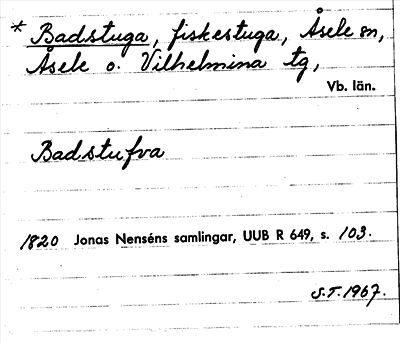 * Badstuga, fiskestuga, Åsele sn,
Åsele o. Vilhelmina tg,
Vb. län.
Badstufva
1820 Jonas Nenséns samlingar, UUB R 649, s. 103.
S.T. 1967.